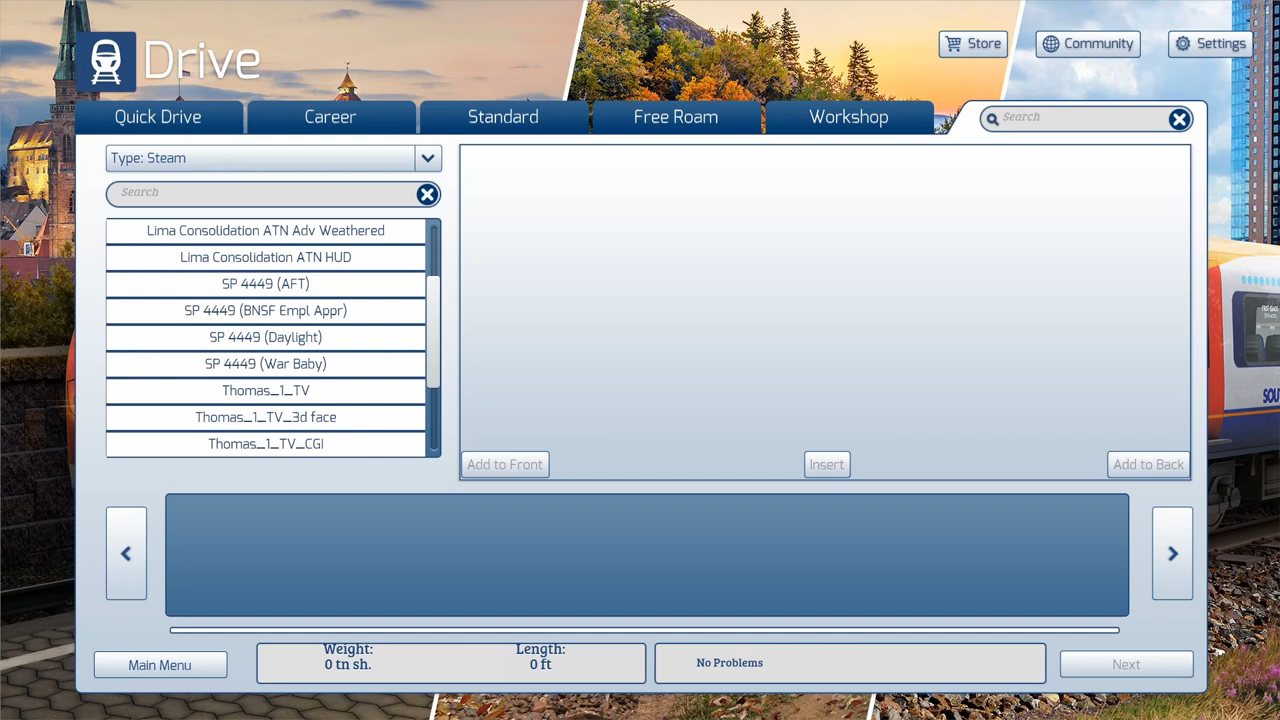 Drive
Store
Community
Settings
Quick Drive
Career
Standard
Free Roam
Workshop
Search
Type: Steam
Search
Lima Consolidation ATN Adv Weathered
Lima Consolidation ATN HUD
SP 4449 (AFT)
SP 4449 (BNSF Empl Appr)
SP 4449 (Daylight)
SP 4449 (War Baby)
Thomas_1_TV
Thomas_1_TV_3d face
Thomas_1_TV_CGI
Add to Front
Insert
Add to Back
Main Menu
Weight:
0 tn sh.
Length:
0 ft
No Problems
Next
SOU